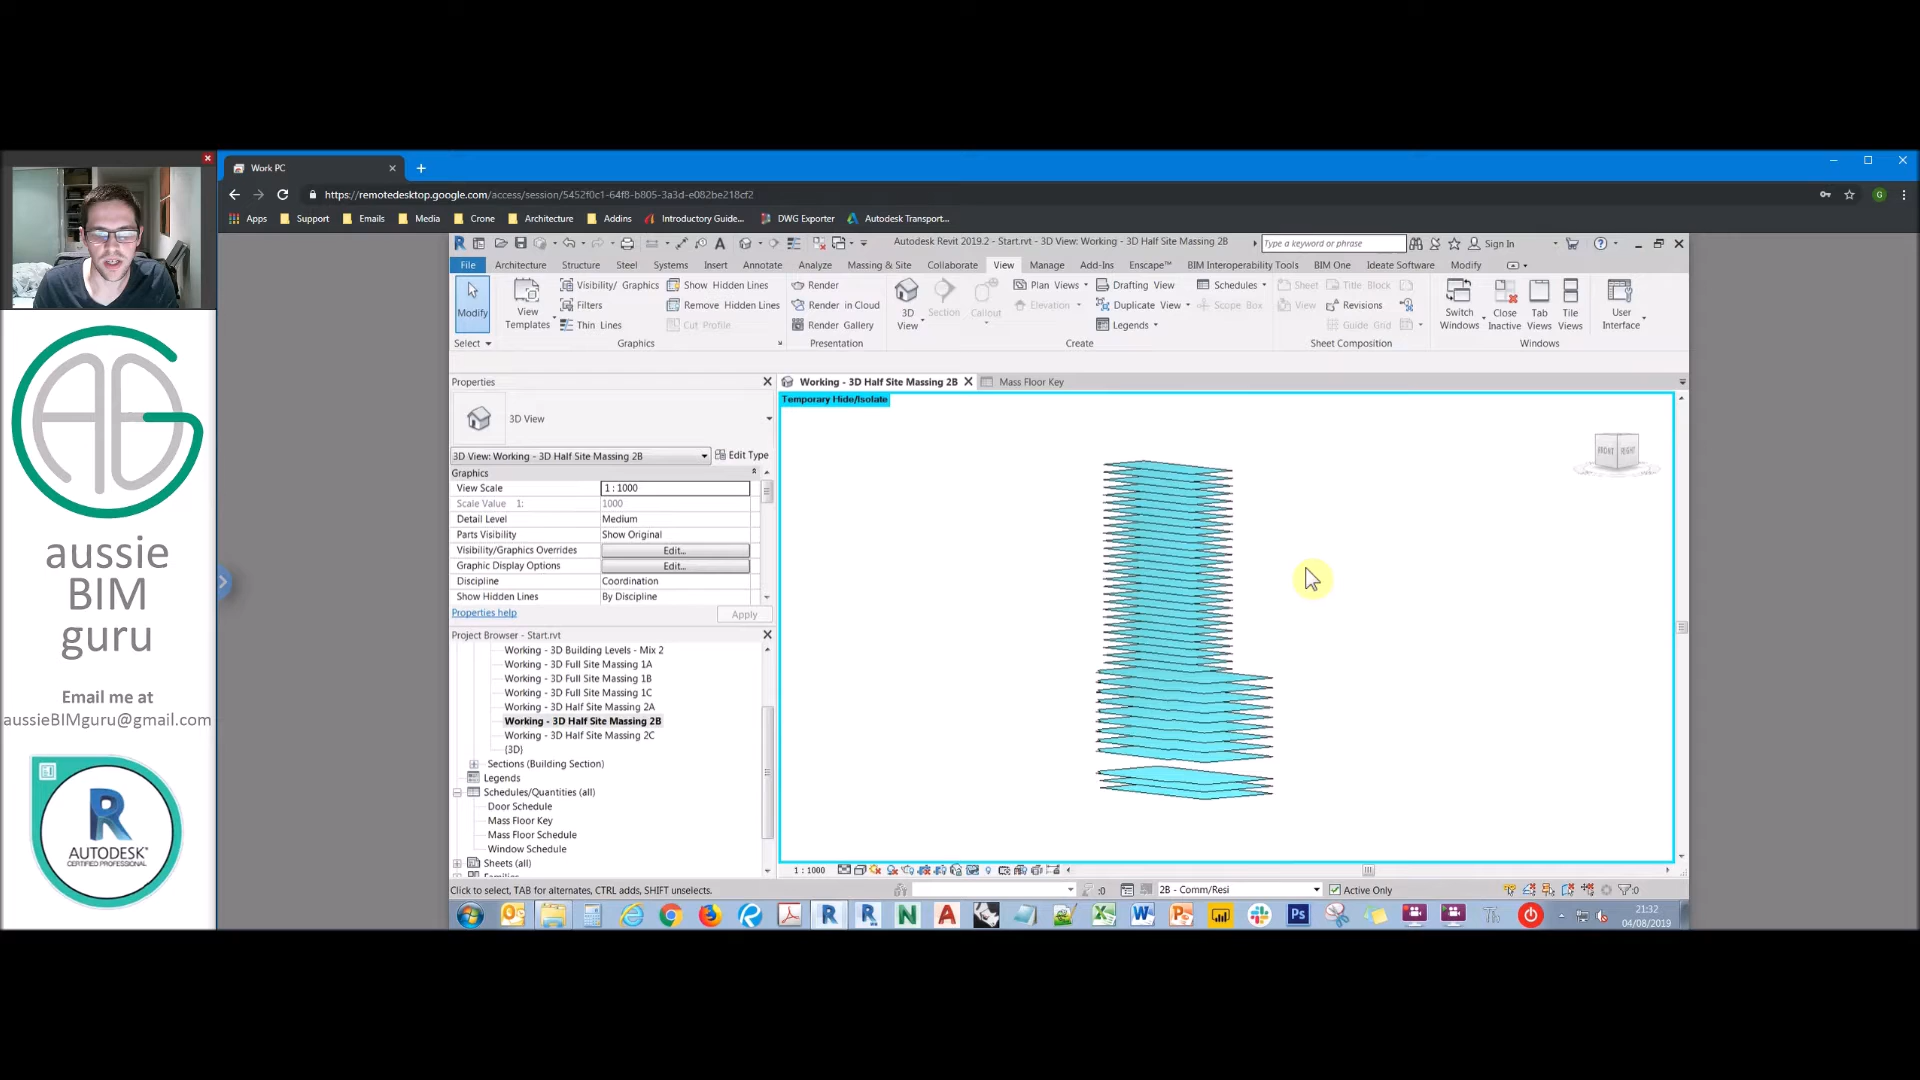 Work PC
https://remotedesktop.google.com/access/session/5452f0c1-64f8-b805-3a3d-e082be218cf2
Apps Support Emails Media Crone Architecture Addins Introductory Guide... DWG Exporter Autodesk Transport...
Autodesk Revit 2019.2 - Start.rvt - 3D View: Working - 3D Half Site Massing 2B Type a keyword or phrase Sign In
File Architecture Structure Steel Systems Insert Annotate Analyze Massing & Site Collaborate View Manage Add-Ins Enscape™ BIM Interoperability Tools BIM One Ideate Software Modify
Visibility/ Graphics Show Hidden Lines Render Plan Views Drafting View Schedules Sheet Title Block
Filters Remove Hidden Lines Render in Cloud Elevation Duplicate View Scope Box View Revisions
Modify View Templates 3D View Section Callout Switch Windows Close Inactive Tab Views Tile Views User Interface
Thin Lines Cut Profile Render Gallery Legends Guide Grid
Select Graphics Presentation Create Sheet Composition Windows
Properties
Working - 3D Half Site Massing 2B Mass Floor Key
Temporary Hide/Isolate
3D View
3D View: Working - 3D Half Site Massing 2B Edit Type
Graphics
View Scale 1 : 1000
Scale Value 1: 1000
Detail Level Medium
Parts Visibility Show Original
Visibility/Graphics Overrides Edit...
Graphic Display Options Edit...
Discipline Coordination
Show Hidden Lines By Discipline
Properties help Apply
FRONT RIGHT
Project Browser - Start.rvt
Working - 3D Building Levels - Mix 2
Working - 3D Full Site Massing 1A
Working - 3D Full Site Massing 1B
Working - 3D Full Site Massing 1C
Working - 3D Half Site Massing 2A
Working - 3D Half Site Massing 2B
Working - 3D Half Site Massing 2C
{3D}
Sections (Building Section)
Legends
Schedules/Quantities (all)
Door Schedule
Mass Floor Key
Mass Floor Schedule
Window Schedule
Sheets (all)
1 : 1000
Click to select, TAB for alternates, CTRL adds, SHIFT unselects. :0 2B - Comm/Resi Active Only :0
21:32
04/08/2019
aussie
BIM
guru
Email me at
aussieBIMguru@gmail.com
R
AUTODESK
CERTIFIED PROFESSIONAL